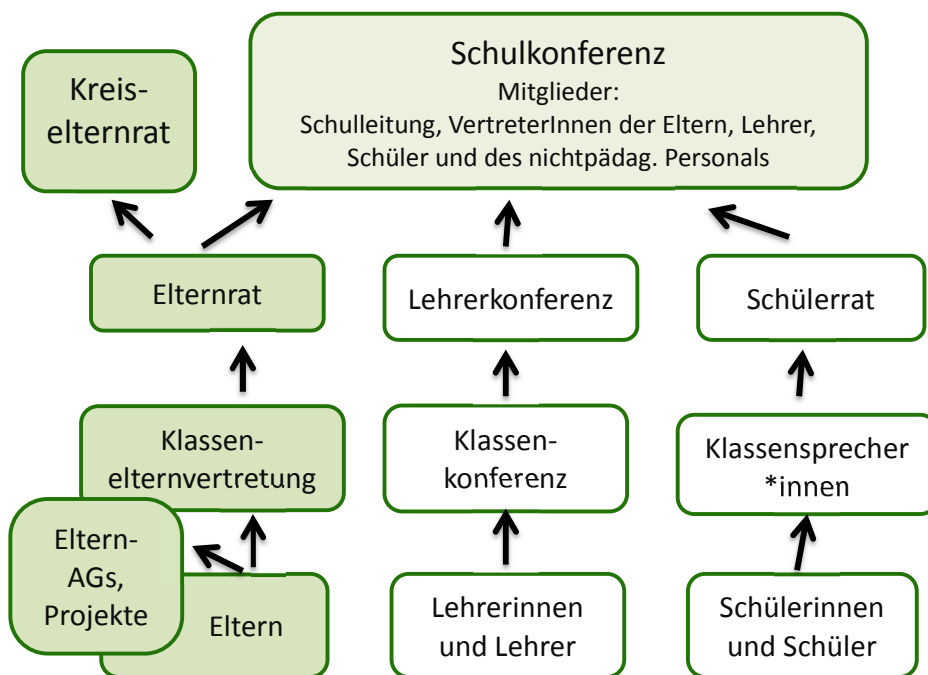 Kreis-
elternrat
Schulkonferenz
Mitglieder:
Schulleitung, VertreterInnen der Eltern, Lehrer,
Schüler und des nichtpädag. Personals
Elternrat
Lehrerkonferenz
Schülerrat
Klassen-
elternvertretung
Klassen-
konferenz
Klassensprecher
*innen
Eltern-
AGs,
Projekte
Eltern
Lehrerinnen
und Lehrer
Schülerinnen
und Schüler